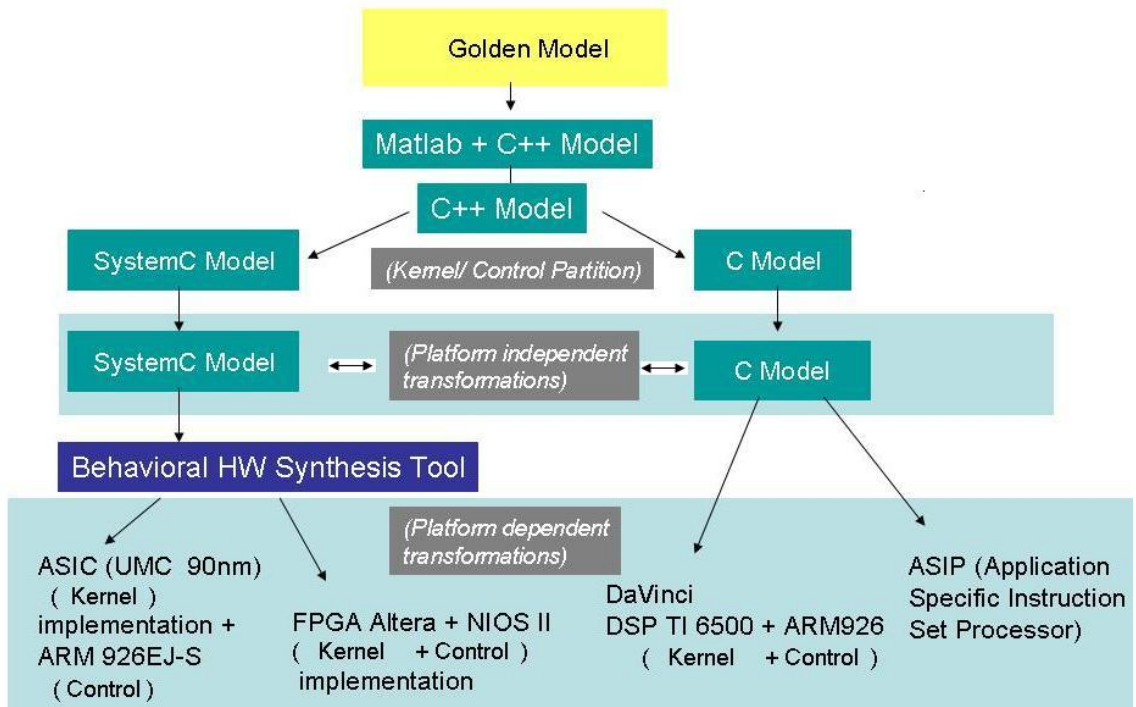 Golden Model
Matlab + C++ Model
C++ Model
SystemC Model
(Kernel/ Control Partition)
C Model
SystemC Model
(Platform independent
transformations)
C Model
Behavioral HW Synthesis Tool
(Platform dependent
transformations)
ASIC (UMC 90nm)
( Kernel )
implementation +
ARM 926EJ-S
(Control)
FPGA Altera + NIOS II
( Kernel + Control )
implementation
DaVinci
DSP TI 6500 + ARM926
( Kernel + Control )
ASIP (Application
Specific Instruction
Set Processor)